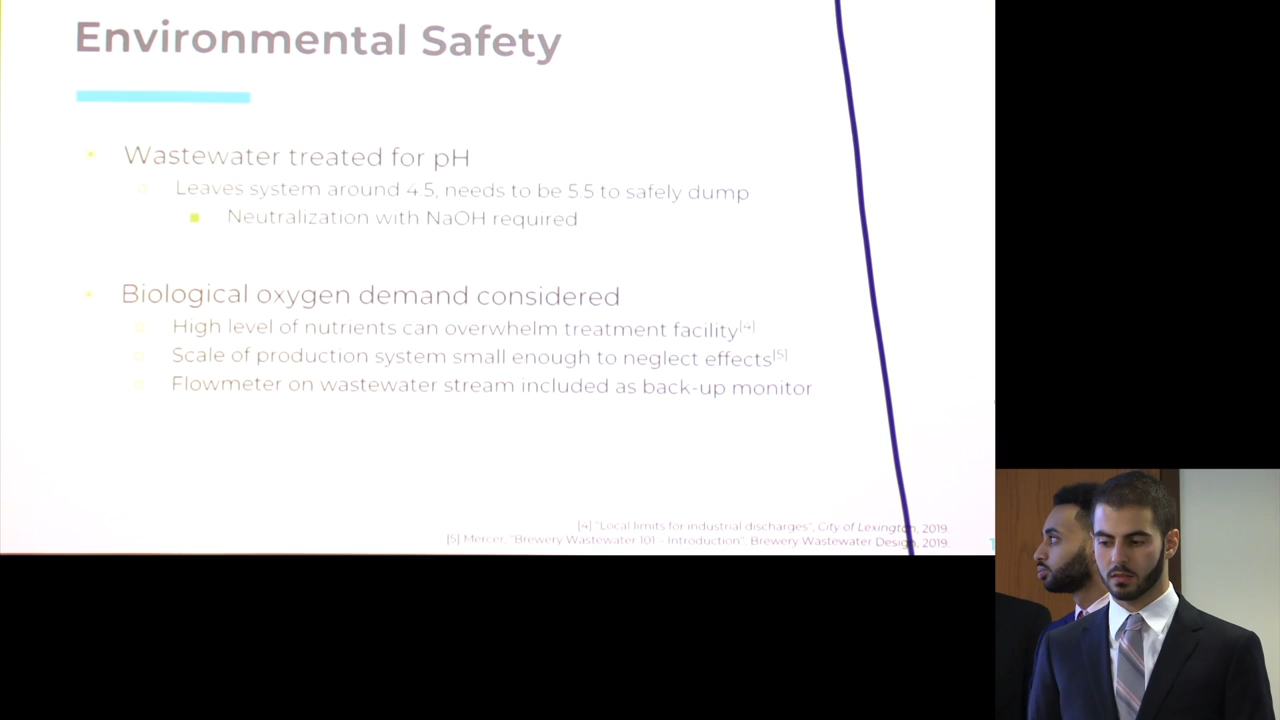 Environmental Safety
Wastewater treated for pH
Leaves system around 4.5, needs to be 5.5 to safely dump
Neutralization with NaOH required
Biological oxygen demand considered
High level of nutrients can overwhelm treatment facility[4]
Scale of production system small enough to neglect effects[5]
Flowmeter on wastewater stream included as back-up monitor
[4] "Local limits for industrial discharges", City of Lexington, 2019.
[5] Mercer, "Brewery Wastewater 101 – Introduction", Brewery Wastewater Design, 2019.